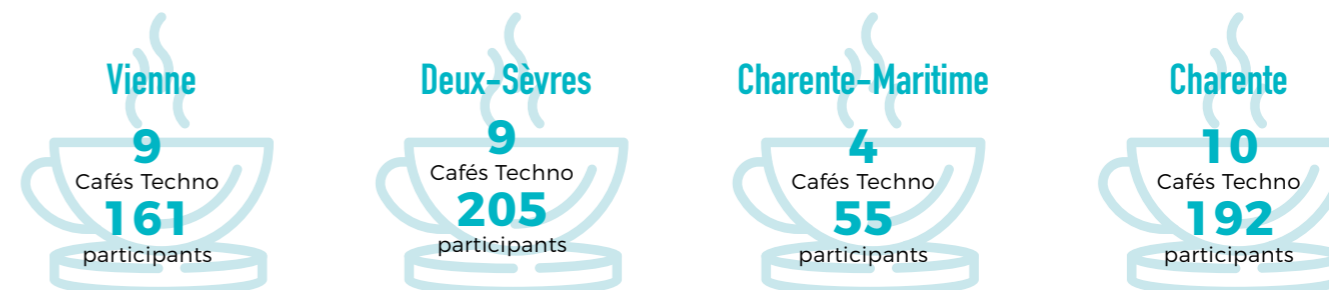 Vienne
9
Cafés Techno
161
participants
Deux-Sèvres
9
Cafés Techno
205
participants
Charente-Maritime
4
Cafés Techno
55
participants
Charente
10
Cafés Techno
192
participants